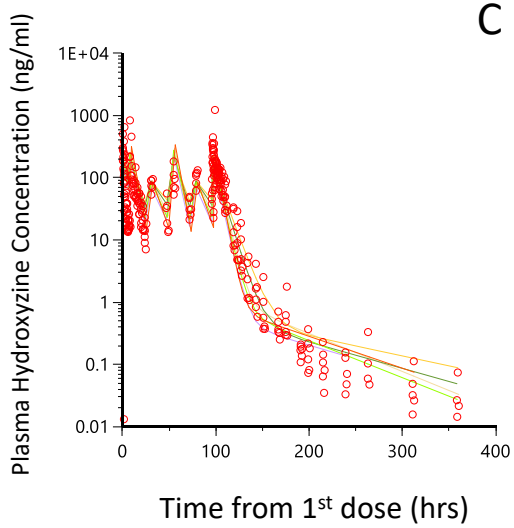 C
Plasma Hydroxyzine Concentration (ng/ml)
1E+04
1000
100
10
1
0.1
0.01
0 100 200 300 400
Time from 1st dose (hrs)